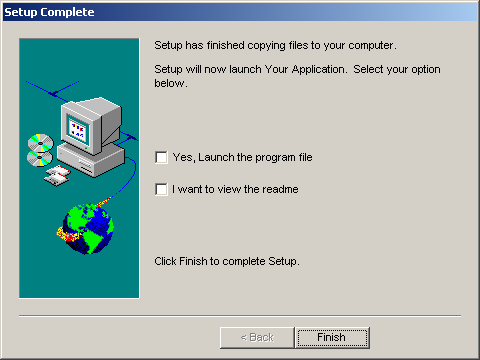 Setup Complete
Setup has finished copying files to your computer.
Setup will now launch Your Application.  Select your option
below.
Yes, Launch the program file
I want to view the readme
Click Finish to complete Setup.
< Back
Finish